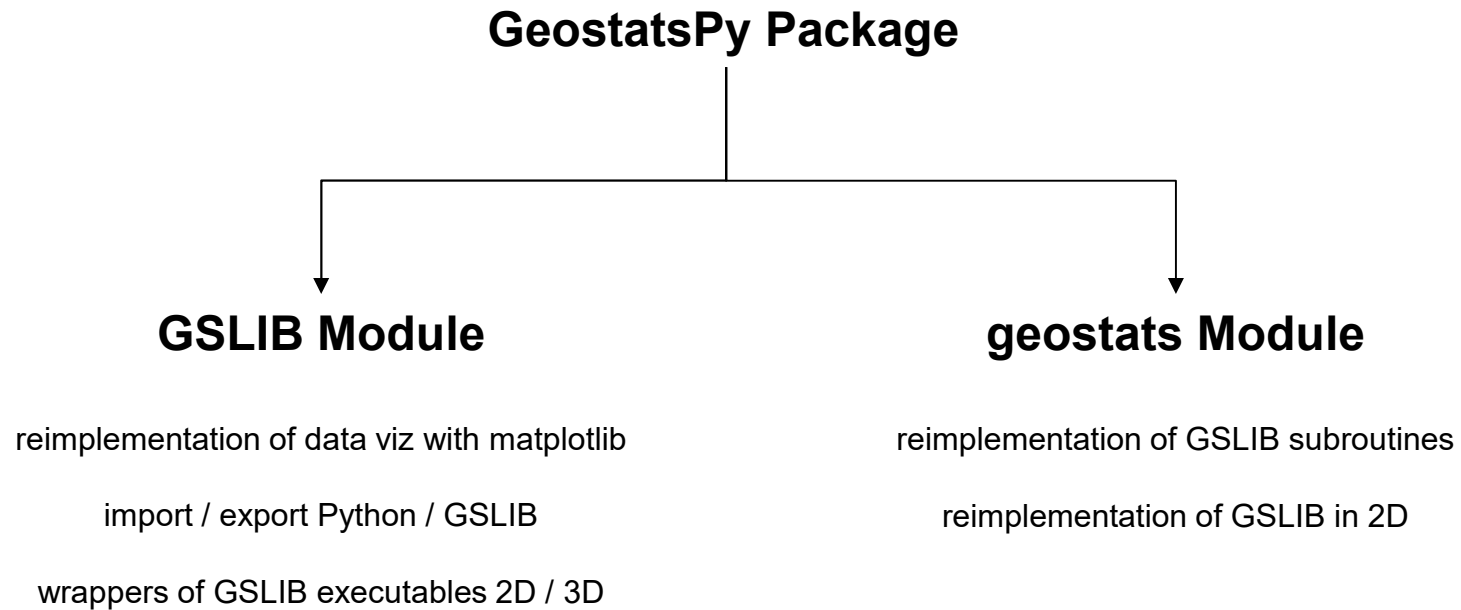 GeostatsPy Package
GSLIB Module
reimplementation of data viz with matplotlib
import / export Python / GSLIB
wrappers of GSLIB executables 2D / 3D
geostats Module
reimplementation of GSLIB subroutines
reimplementation of GSLIB in 2D